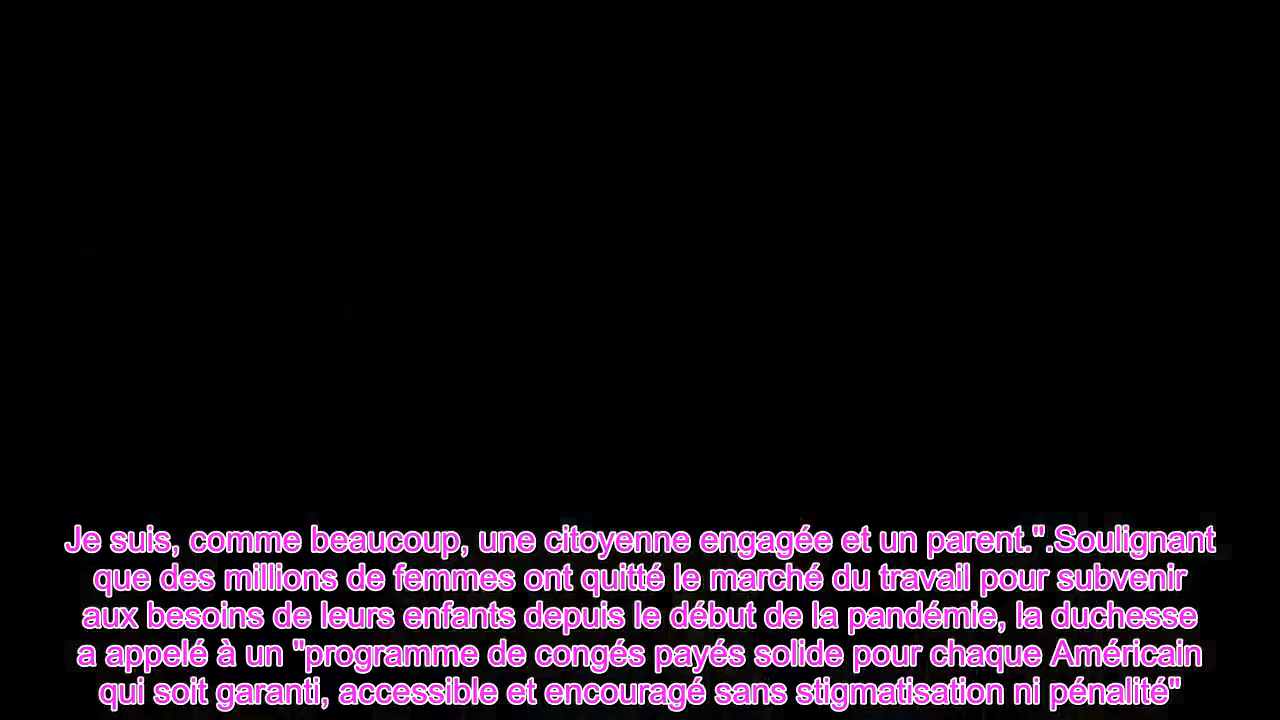 Je suis, comme beaucoup, une citoyenne engagée et un parent.".Soulignant
que des millions de femmes ont quitté le marché du travail pour subvenir
aux besoins de leurs enfants depuis le début de la pandémie, la duchesse
a appelé à un "programme de congés payés solide pour chaque Américain
qui soit garanti, accessible et encouragé sans stigmatisation ni pénalité"